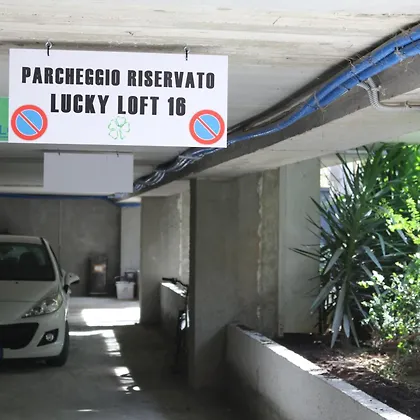 PARCHEGGIO RISERVATO
LUCKY LOFT 16